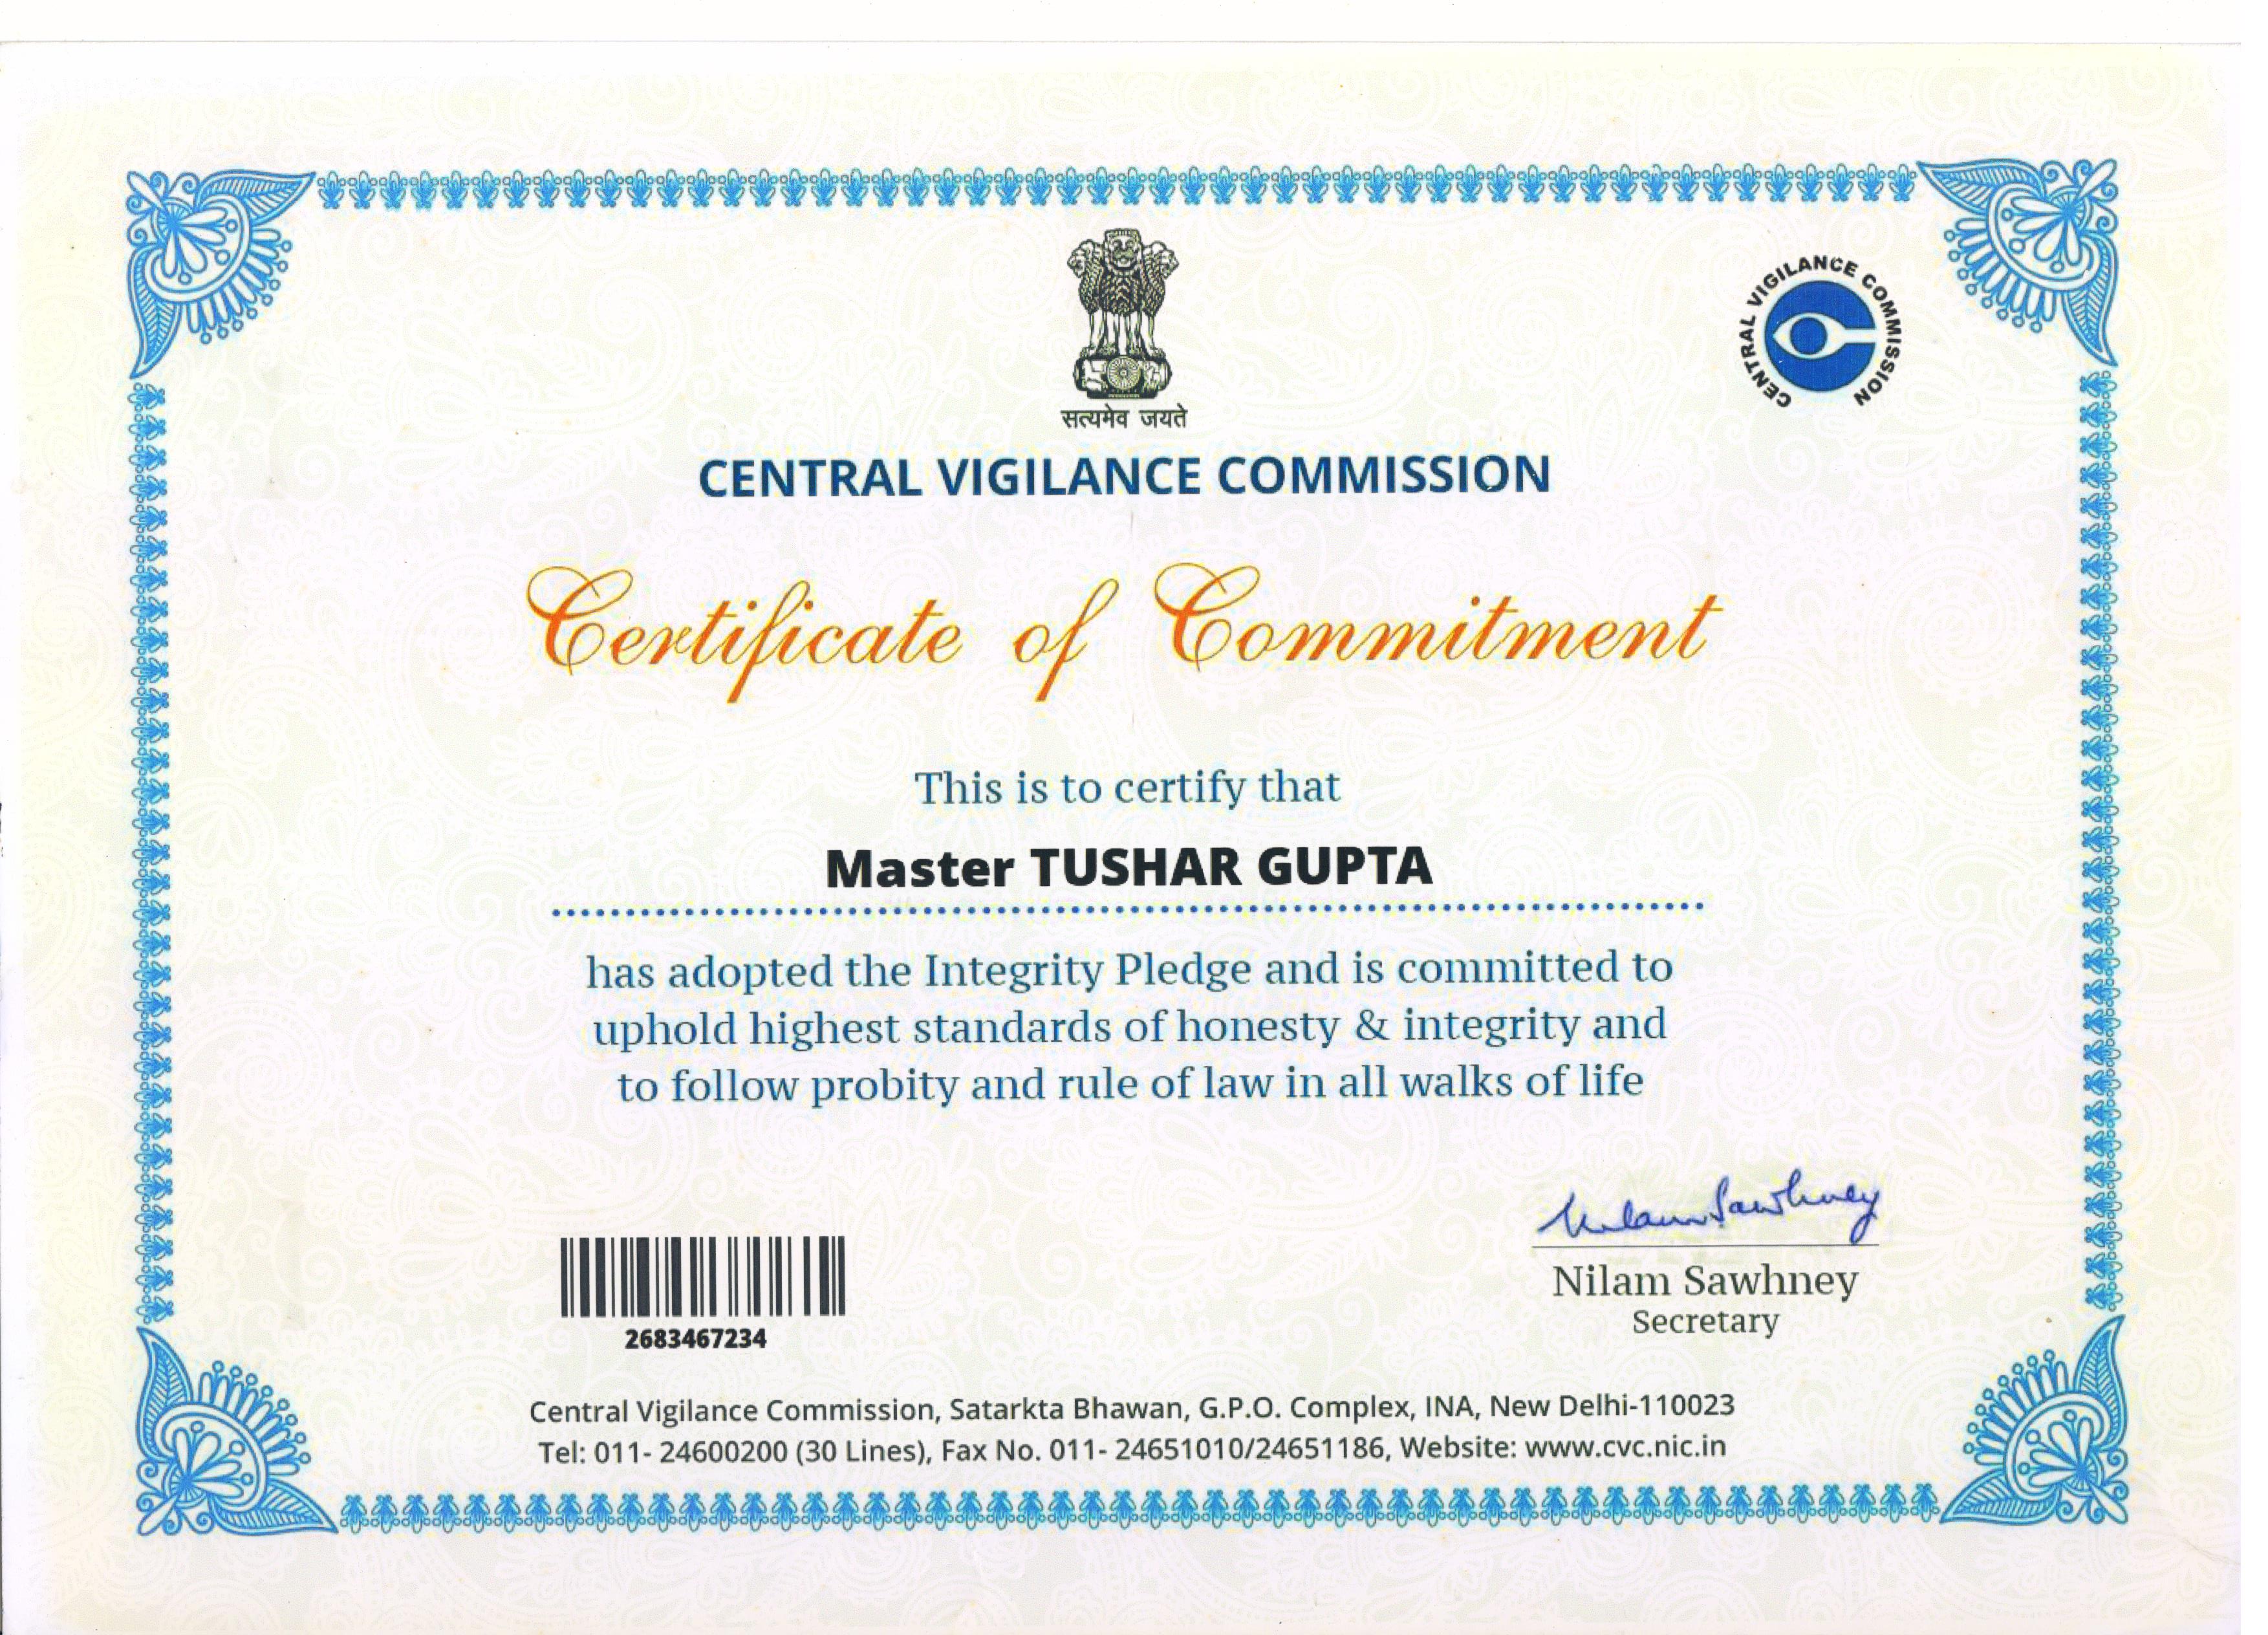 सत्यमेव जयते
CENTRAL VIGILANCE COMMISSION
CENTRAL VIGILANCE COMMISSION
Certificate of Commitment
This is to certify that
Master TUSHAR GUPTA
has adopted the Integrity Pledge and is committed to
uphold highest standards of honesty & integrity and
to follow probity and rule of law in all walks of life
Nilam Sawhney
Nilam Sawhney
Secretary
2683467234
Central Vigilance Commission, Satarkta Bhawan, G.P.O. Complex, INA, New Delhi-110023
Tel: 011- 24600200 (30 Lines), Fax No. 011- 24651010/24651186, Website: www.cvc.nic.in